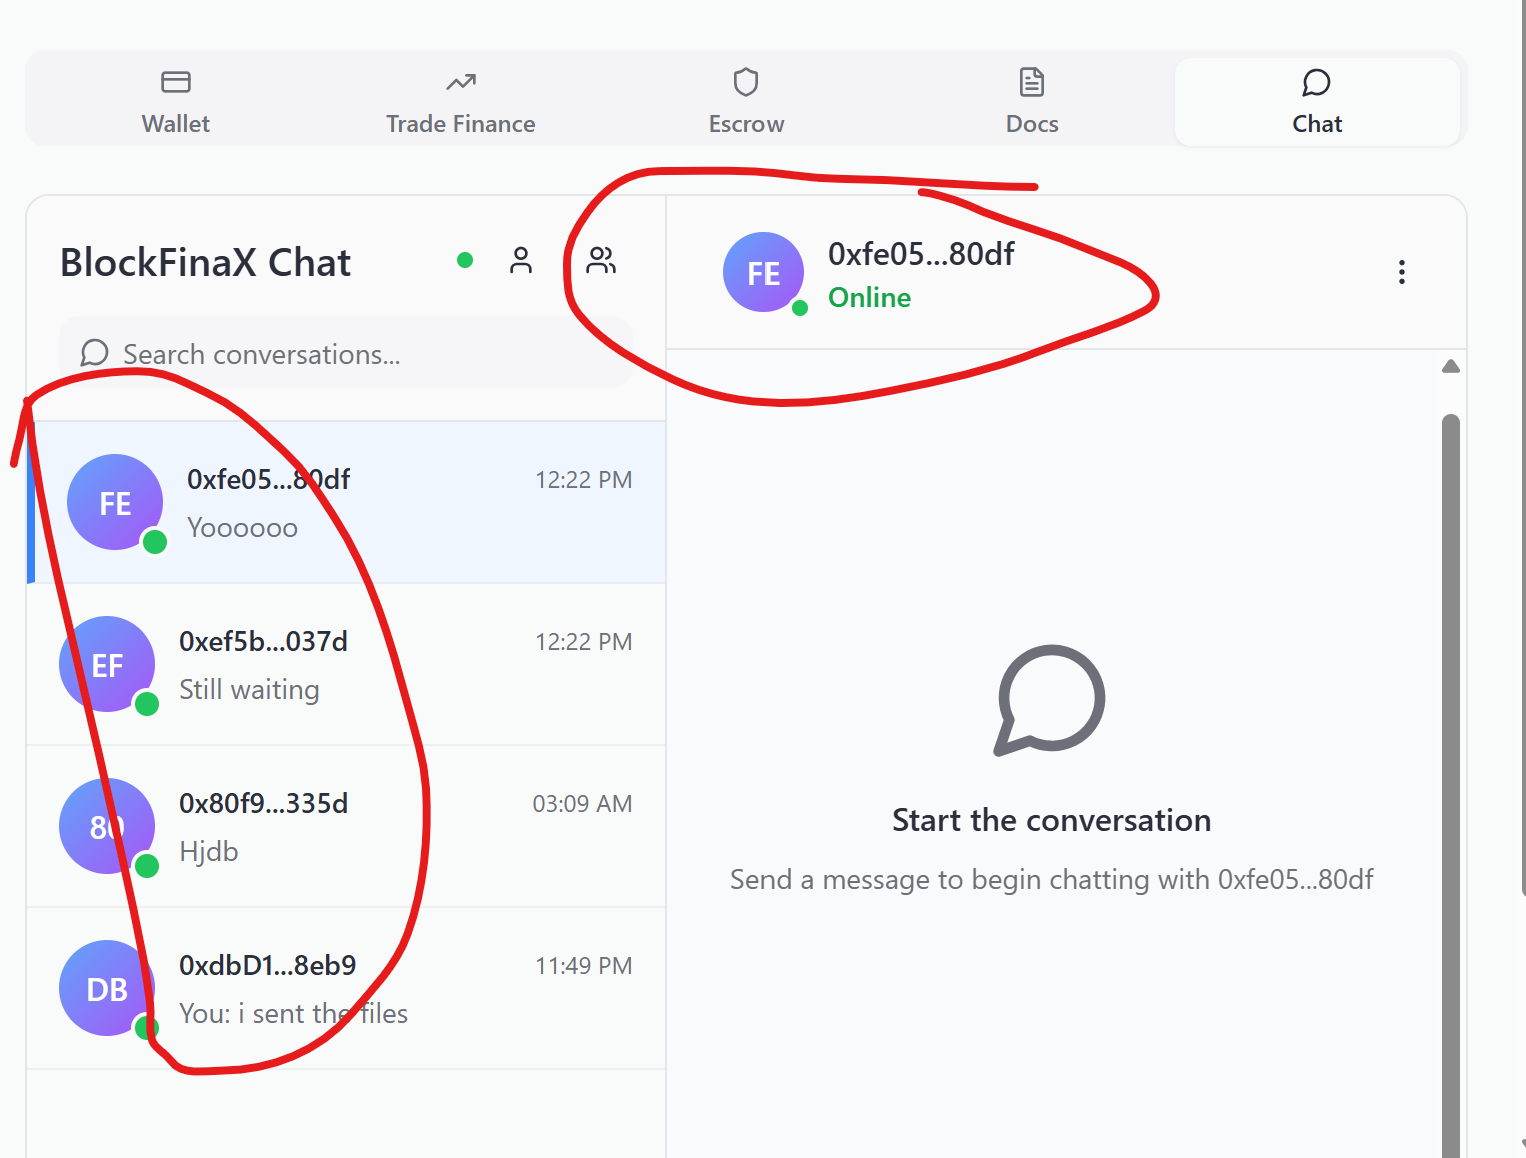 Wallet
Trade Finance
Escrow
Docs
Chat
BlockFinaX Chat
Search conversations...
FE
0xfe05...80df
12:22 PM
Yoooooo
EF
0xef5b...037d
12:22 PM
Still waiting
80
0x80f9...335d
03:09 AM
Hjdb
DB
0xdbD1...8eb9
11:49 PM
You: i sent the files
FE
0xfe05...80df
Online
Start the conversation
Send a message to begin chatting with 0xfe05...80df